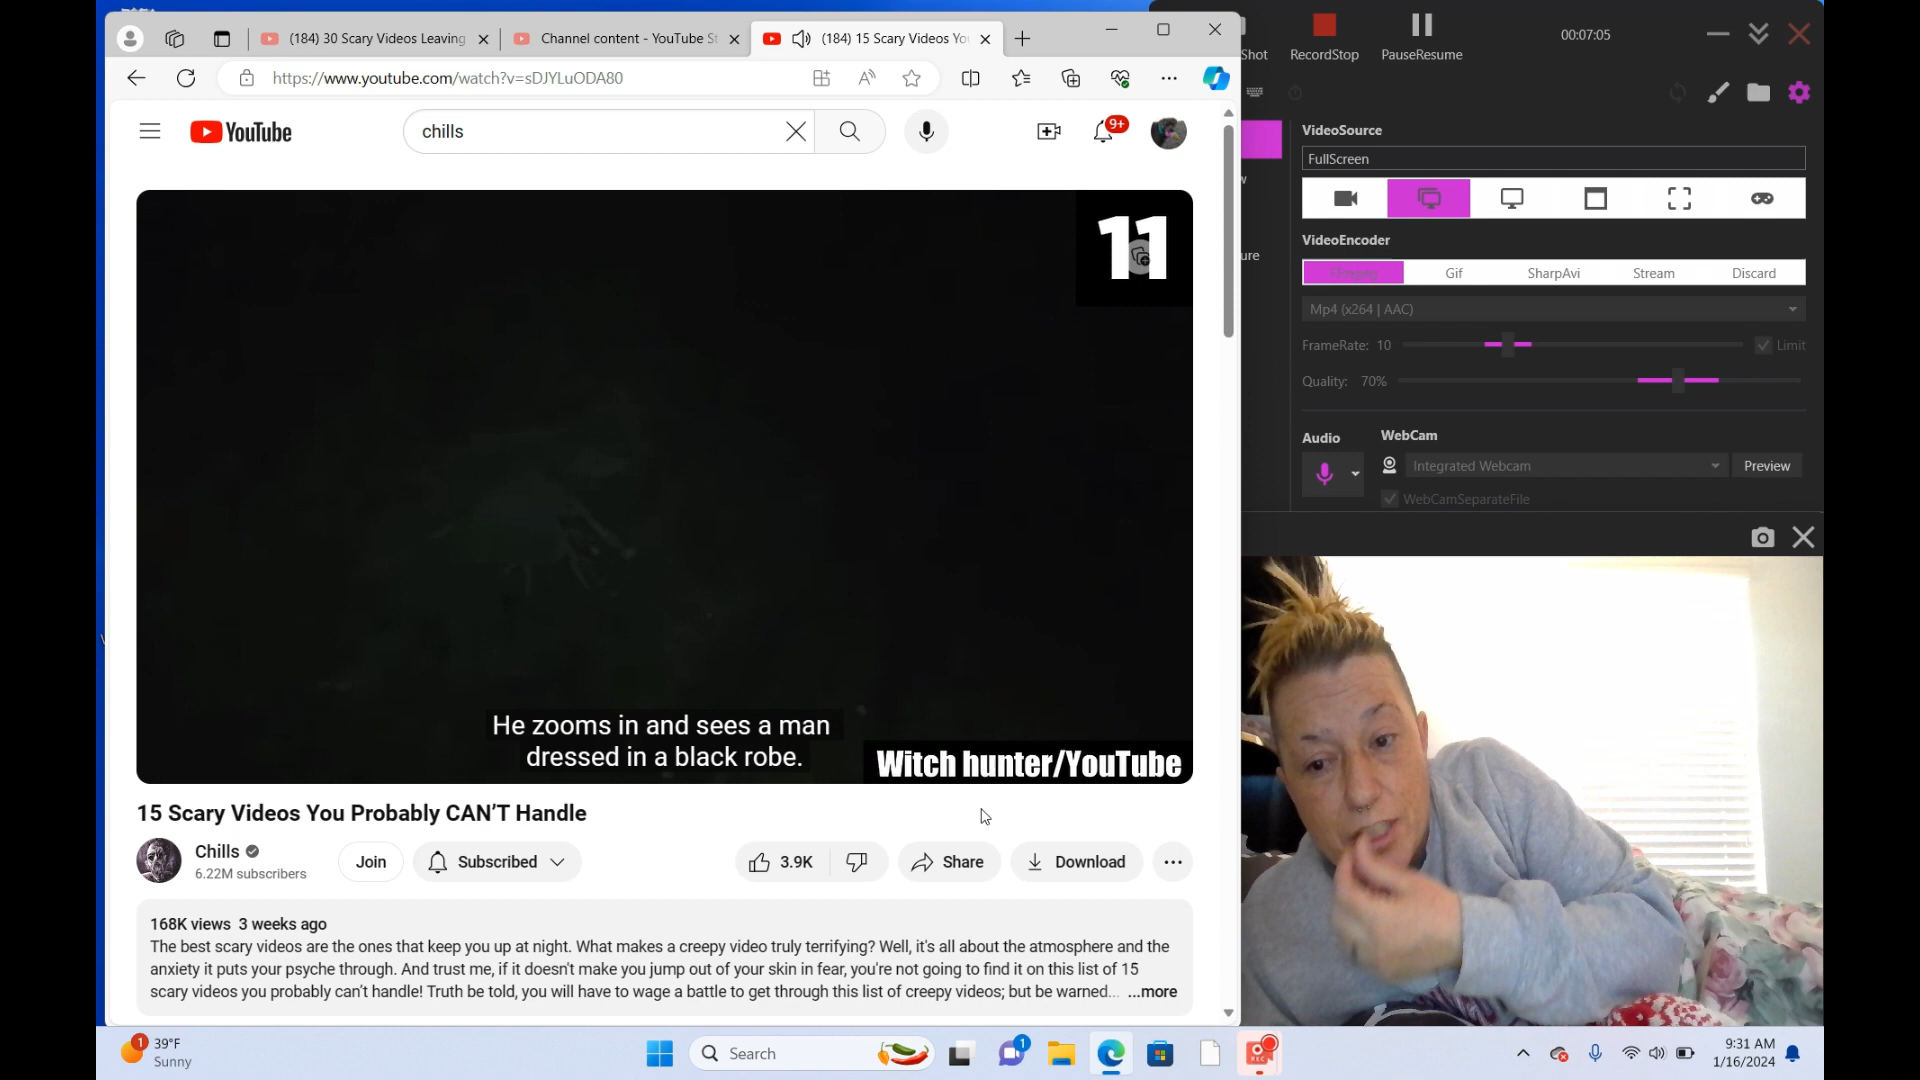 (184) 30 Scary Videos Leaving
Channel content - YouTube St
(184) 15 Scary Videos You
https://www.youtube.com/watch?v=sDJYLuODA80
YouTube
chills
9+
11
He zooms in and sees a man
dressed in a black robe.
Witch hunter/YouTube
15 Scary Videos You Probably CAN'T Handle
Chills
6.22M subscribers
Join
Subscribed
3.9K
Share
Download
168K views 3 weeks ago
The best scary videos are the ones that keep you up at night. What makes a creepy video truly terrifying? Well, it's all about the atmosphere and the
anxiety it puts your psyche through. And trust me, if it doesn't make you jump out of your skin in fear, you're not going to find it on this list of 15
scary videos you probably can't handle! Truth be told, you will have to wage a battle to get through this list of creepy videos; but be warned... ...more
Shot
RecordStop
PauseResume
00:07:05
w
ure
VideoSource
FullScreen
VideoEncoder
FFmpeg
Gif
SharpAvi
Stream
Discard
Mp4 (x264 | AAC)
FrameRate: 10
Limit
Quality: 70%
Audio
WebCam
Integrated Webcam
Preview
WebCamSeparateFile
1
39°F
Sunny
Search
1
REC
9:31 AM
1/16/2024